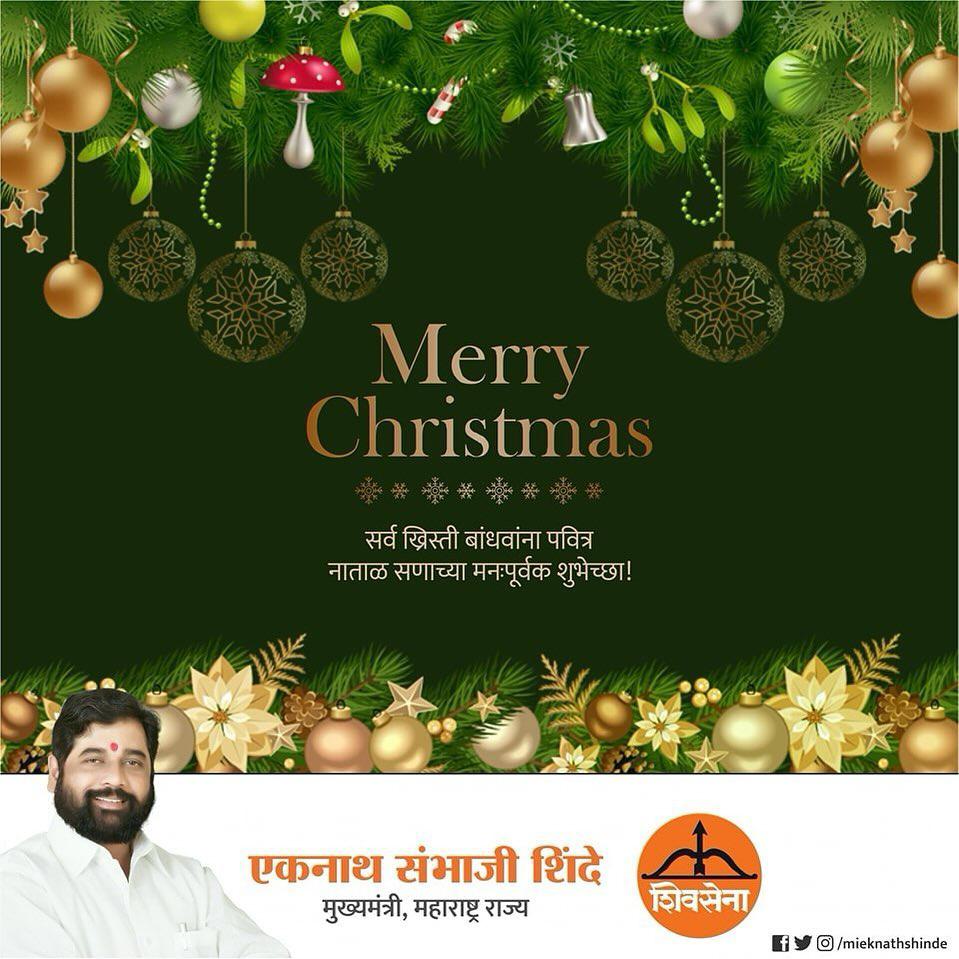 Merry
Christmas
सर्व ख्रिस्ती बांधवांना पवित्र
नाताळ सणाच्या मनःपूर्वक शुभेच्छा!
एकनाथ संभाजी शिंदे
मुख्यमंत्री, महाराष्ट्र राज्य
शिवसेना
/mieknathshinde